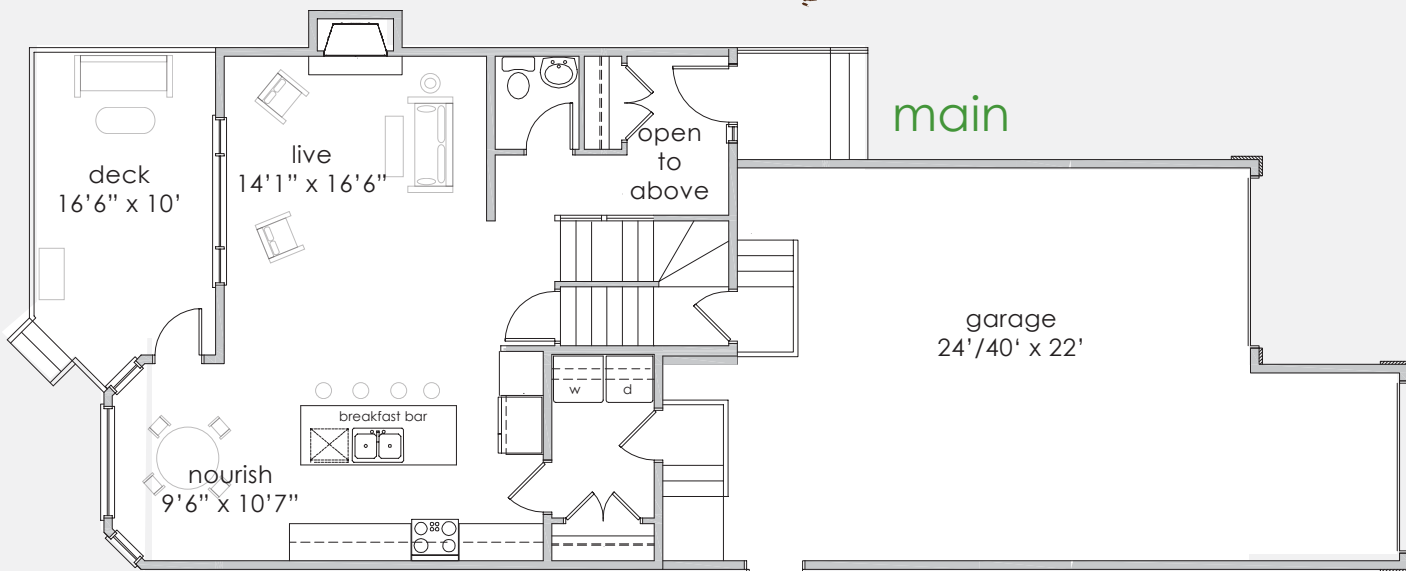 main
open
to
above
live
14’1” x 16’6”
deck
16’6” x 10’
garage
24’/40‘ x 22’
w
d
breakfast bar
nourish
9’6” x 10’7”